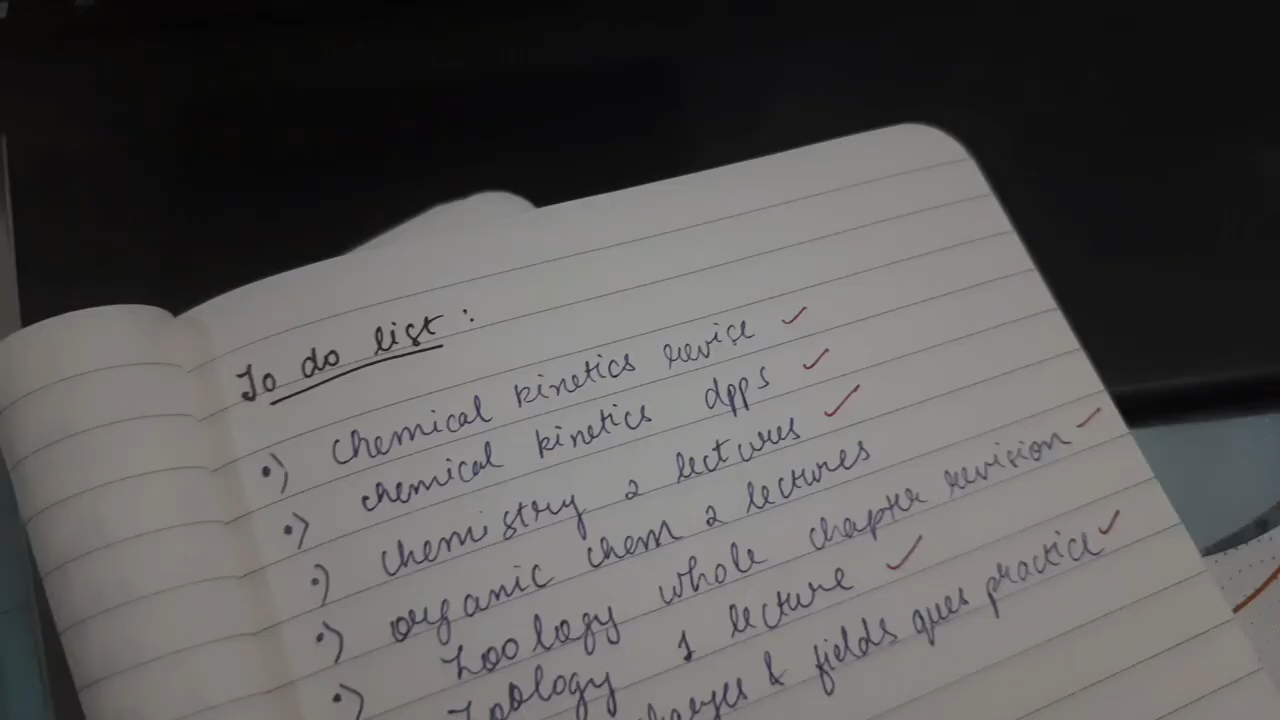 To do list :
•) chemical kinetics revise ✓
•) chemical kinetics dpps ✓
•) chemistry 2 lectures ✓
•) organic chem 2 lectures
•) zoology whole chapter revision ✓
zoology 1 lecture ✓
& fields ques practice ✓